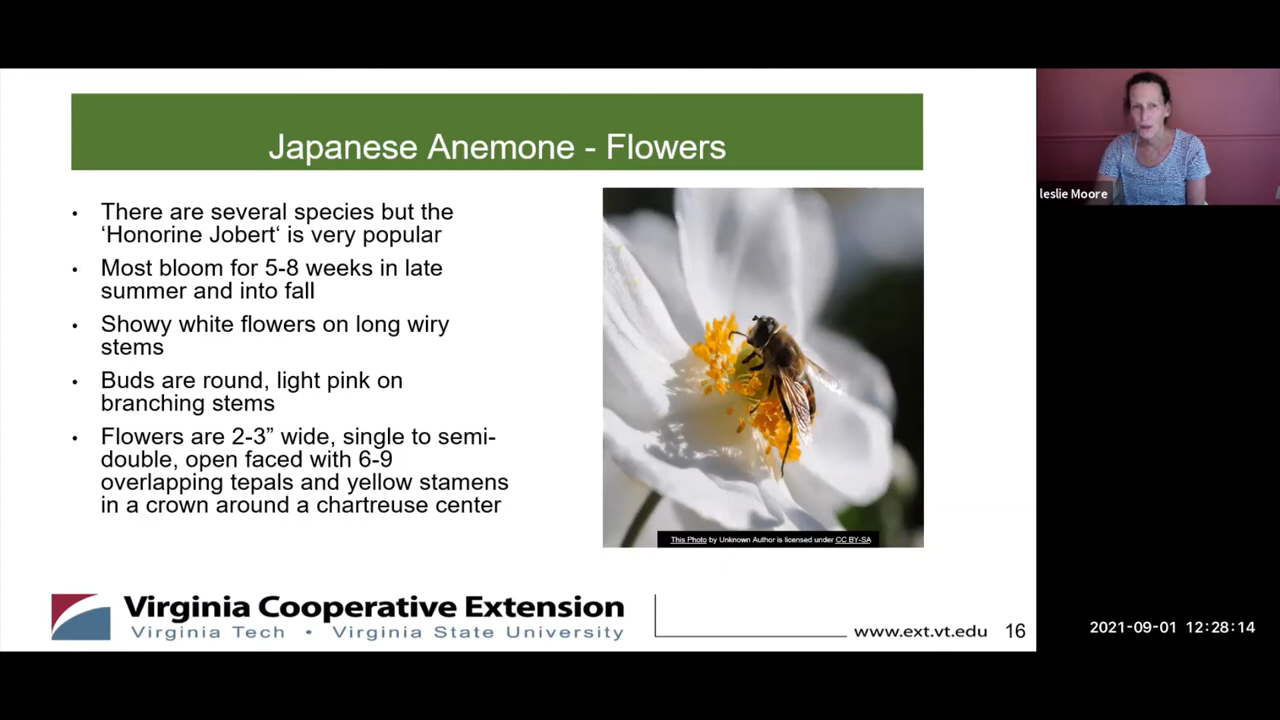 Japanese Anemone - Flowers
• There are several species but the
‘Honorine Jobert‘ is very popular
• Most bloom for 5-8 weeks in late
summer and into fall
• Showy white flowers on long wiry
stems
• Buds are round, light pink on
branching stems
• Flowers are 2-3” wide, single to semi-
double, open faced with 6-9
overlapping tepals and yellow stamens
in a crown around a chartreuse center
This Photo by Unknown Author is licensed under CC BY-SA
leslie Moore
Virginia Cooperative Extension
Virginia Tech • Virginia State University
www.ext.vt.edu 16
2021-09-01 12:28:14